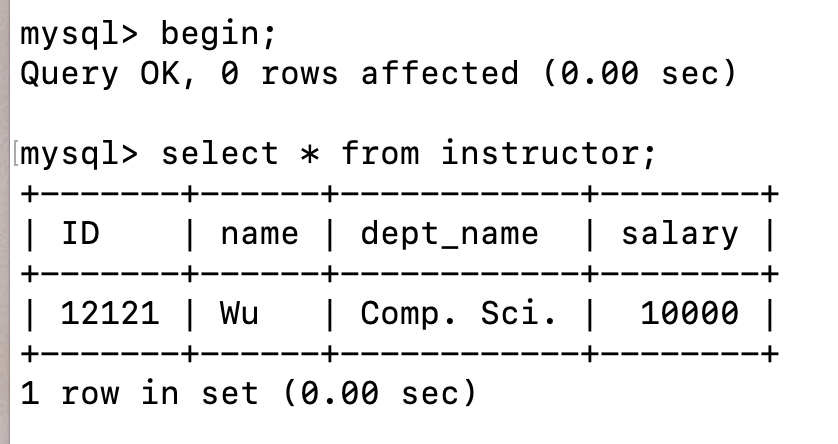 mysql> begin;
Query OK, 0 rows affected (0.00 sec)
[mysql> select * from instructor;
+-------+------+------------+--------+
| ID    | name | dept_name  | salary |
+-------+------+------------+--------+
| 12121 | Wu   | Comp. Sci. |  10000 |
+-------+------+------------+--------+
1 row in set (0.00 sec)